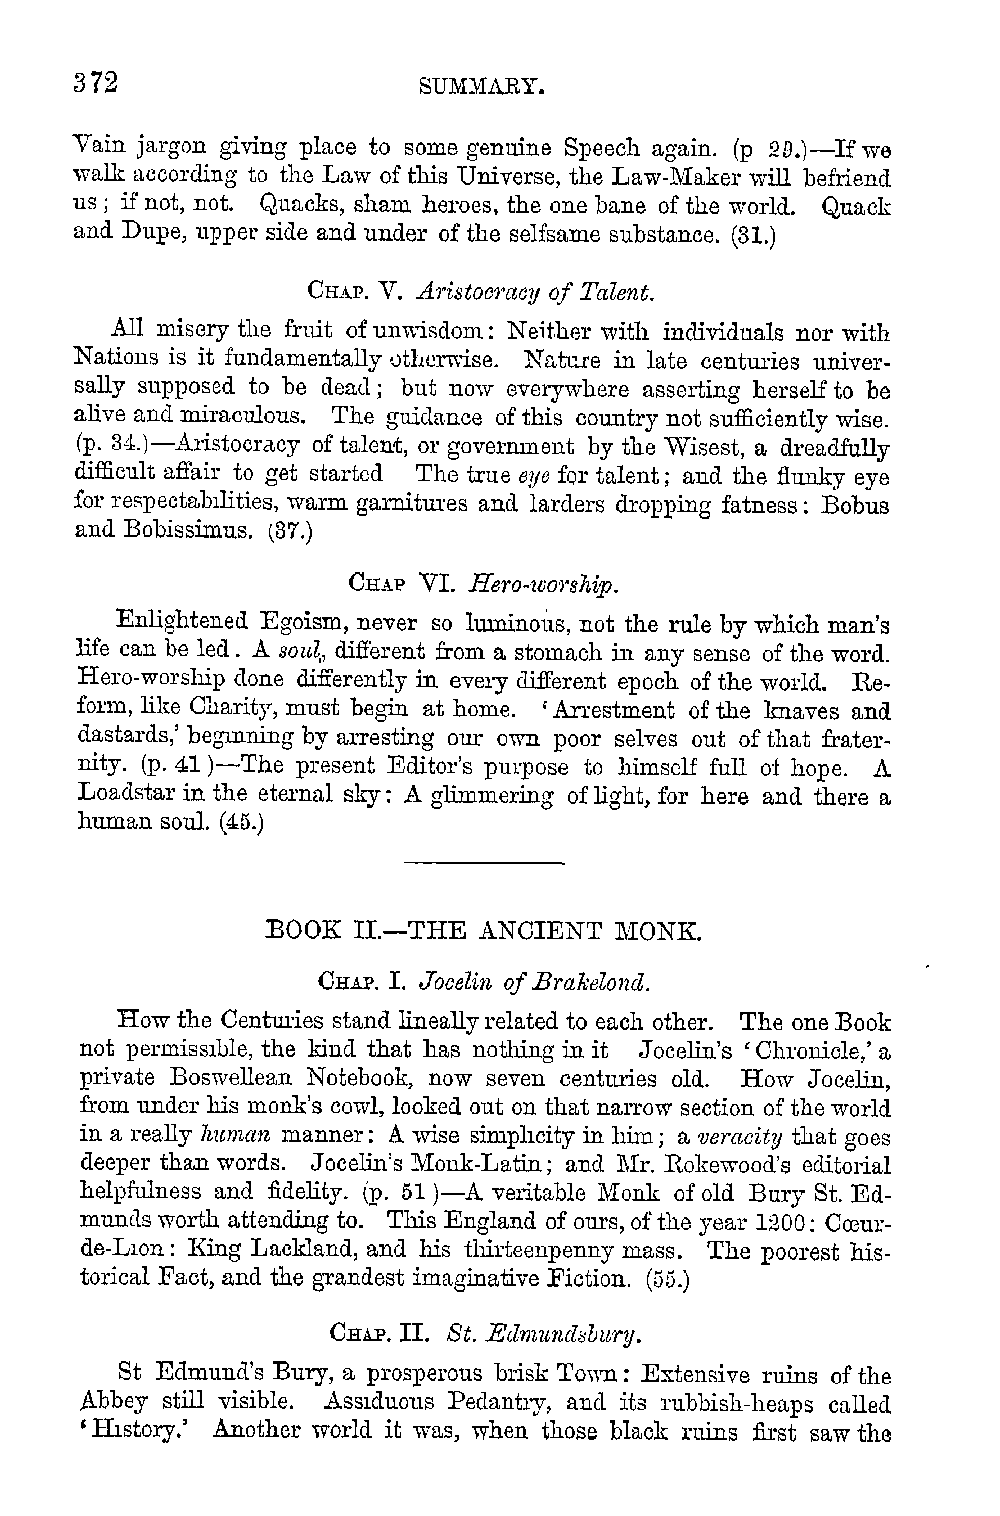 372 SUMMARY.
Vain jargon giving place to some genuine Speech again. (p 29.)—If we
walk according to the Law of this Universe, the Law-Maker will befriend
us; if not, not. Quacks, sham heroes, the one bane of the world. Quack
and Dupe, upper side and under of the selfsame substance. (31.)
CHAP. V. Aristocracy of Talent.
All misery the fruit of unwisdom: Neither with individuals nor with
Nations is it fundamentally otherwise. Nature in late centuries univer-
sally supposed to be dead; but now everywhere asserting herself to be
alive and miraculous. The guidance of this country not sufficiently wise.
(p. 34.)—Aristocracy of talent, or government by the Wisest, a dreadfully
difficult affair to get started The true eye for talent; and the flunky eye
for respectabilities, warm garnitures and larders dropping fatness: Bobus
and Bobissimus. (37.)
CHAP VI. Hero-worship.
Enlightened Egoism, never so luminous, not the rule by which man's
life can be led. A soul, different from a stomach in any sense of the word.
Hero-worship done differently in every different epoch of the world. Re-
form, like Charity, must begin at home. 'Arrestment of the knaves and
dastards,' beginning by arresting our own poor selves out of that frater-
nity. (p. 41)—The present Editor's purpose to himself full of hope. A
Loadstar in the eternal sky: A glimmering of light, for here and there a
human soul. (45.)
BOOK II.—THE ANCIENT MONK.
CHAP. I. Jocelin of Brakelond.
How the Centuries stand lineally related to each other. The one Book
not permissible, the kind that has nothing in it Jocelin's 'Chronicle,' a
private Boswellean Notebook, now seven centuries old. How Jocelin,
from under his monk's cowl, looked out on that narrow section of the world
in a really human manner: A wise simplicity in him; a veracity that goes
deeper than words. Jocelin's Monk-Latin; and Mr. Rokewood's editorial
helpfulness and fidelity. (p. 51)—A veritable Monk of old Bury St. Ed-
munds worth attending to. This England of ours, of the year 1200: Cœur-
de-Lion: King Lackland, and his thirteenpenny mass. The poorest his-
torical Fact, and the grandest imaginative Fiction. (55.)
CHAP. II. St. Edmundsbury.
St Edmund's Bury, a prosperous brisk Town: Extensive ruins of the
Abbey still visible. Assiduous Pedantry, and its rubbish-heaps called
'History.' Another world it was, when those black ruins first saw the